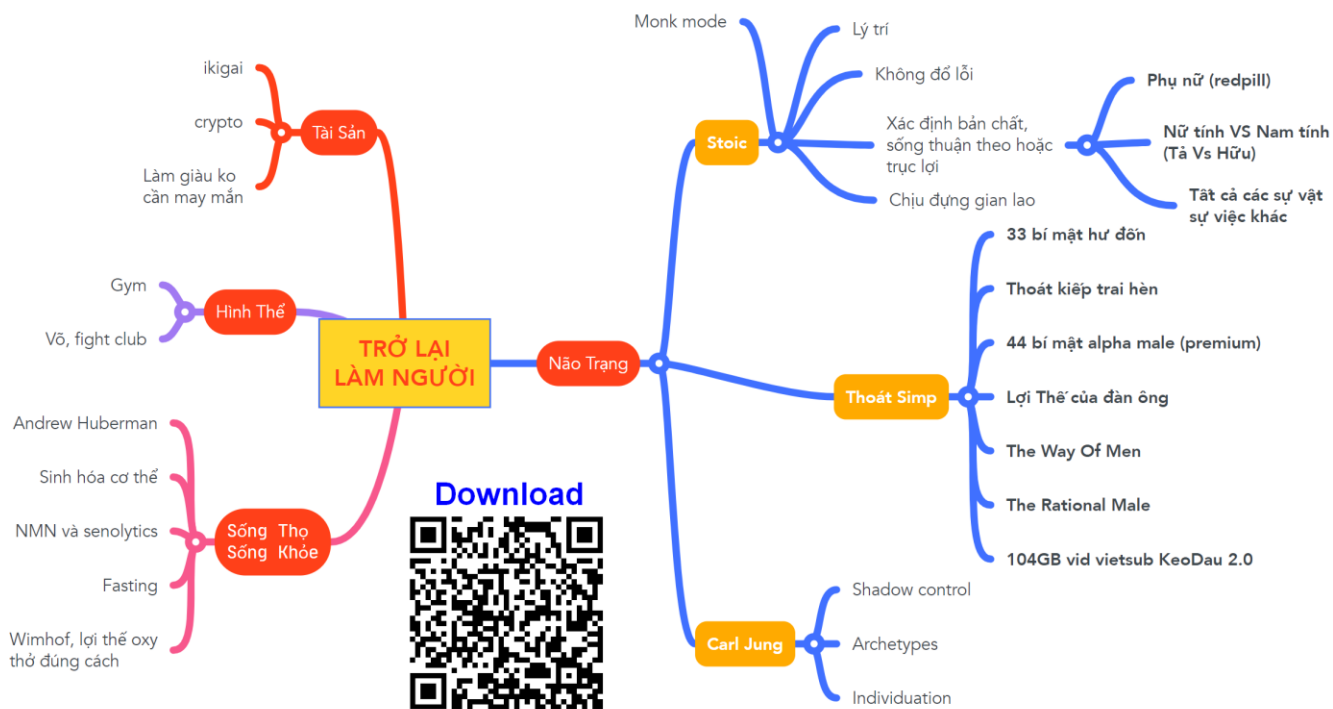 TRỞ LẠI
LÀM NGƯỜI
Tài Sản
ikigai
crypto
Làm giàu ko
cần may mắn
Hình Thể
Gym
Võ, fight club
Sống Thọ
Sống Khỏe
Andrew Huberman
Sinh hóa cơ thể
NMN và senolytics
Fasting
Wimhof, lợi thế oxy
thở đúng cách
Download
Não Trạng
Stoic
Monk mode
Lý trí
Không đổ lỗi
Xác định bản chất,
sống thuận theo hoặc
trục lợi
Phụ nữ (redpill)
Nữ tính VS Nam tính
(Tả Vs Hữu)
Tất cả các sự vật
sự việc khác
Chịu đựng gian lao
Thoát Simp
33 bí mật hư đốn
Thoát kiếp trai hèn
44 bí mật alpha male (premium)
Lợi Thế của đàn ông
The Way Of Men
The Rational Male
104GB vid vietsub KeoDau 2.0
Carl Jung
Shadow control
Archetypes
Individuation